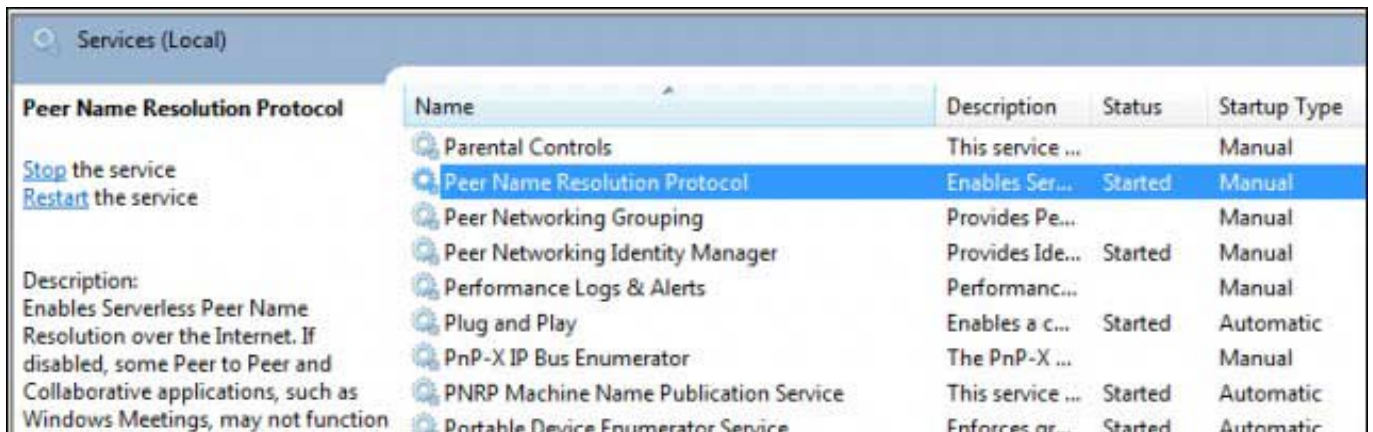 Services (Local)
Peer Name Resolution Protocol
Stop the service
Restart the service
Description:
Enables Serverless Peer Name
Resolution over the Internet. If
disabled, some Peer to Peer and
Collaborative applications, such as
Windows Meetings, may not function
Name Description Status Startup Type
Parental Controls This service ... Manual
Peer Name Resolution Protocol Enables Ser... Started Manual
Peer Networking Grouping Provides Pe... Manual
Peer Networking Identity Manager Provides Ide... Started Manual
Performance Logs & Alerts Performanc... Manual
Plug and Play Enables a c... Started Automatic
PnP-X IP Bus Enumerator The PnP-X ... Manual
PNRP Machine Name Publication Service This service ... Started Automatic
Portable Device Enumerator Service Enforces gr... Started Automatic